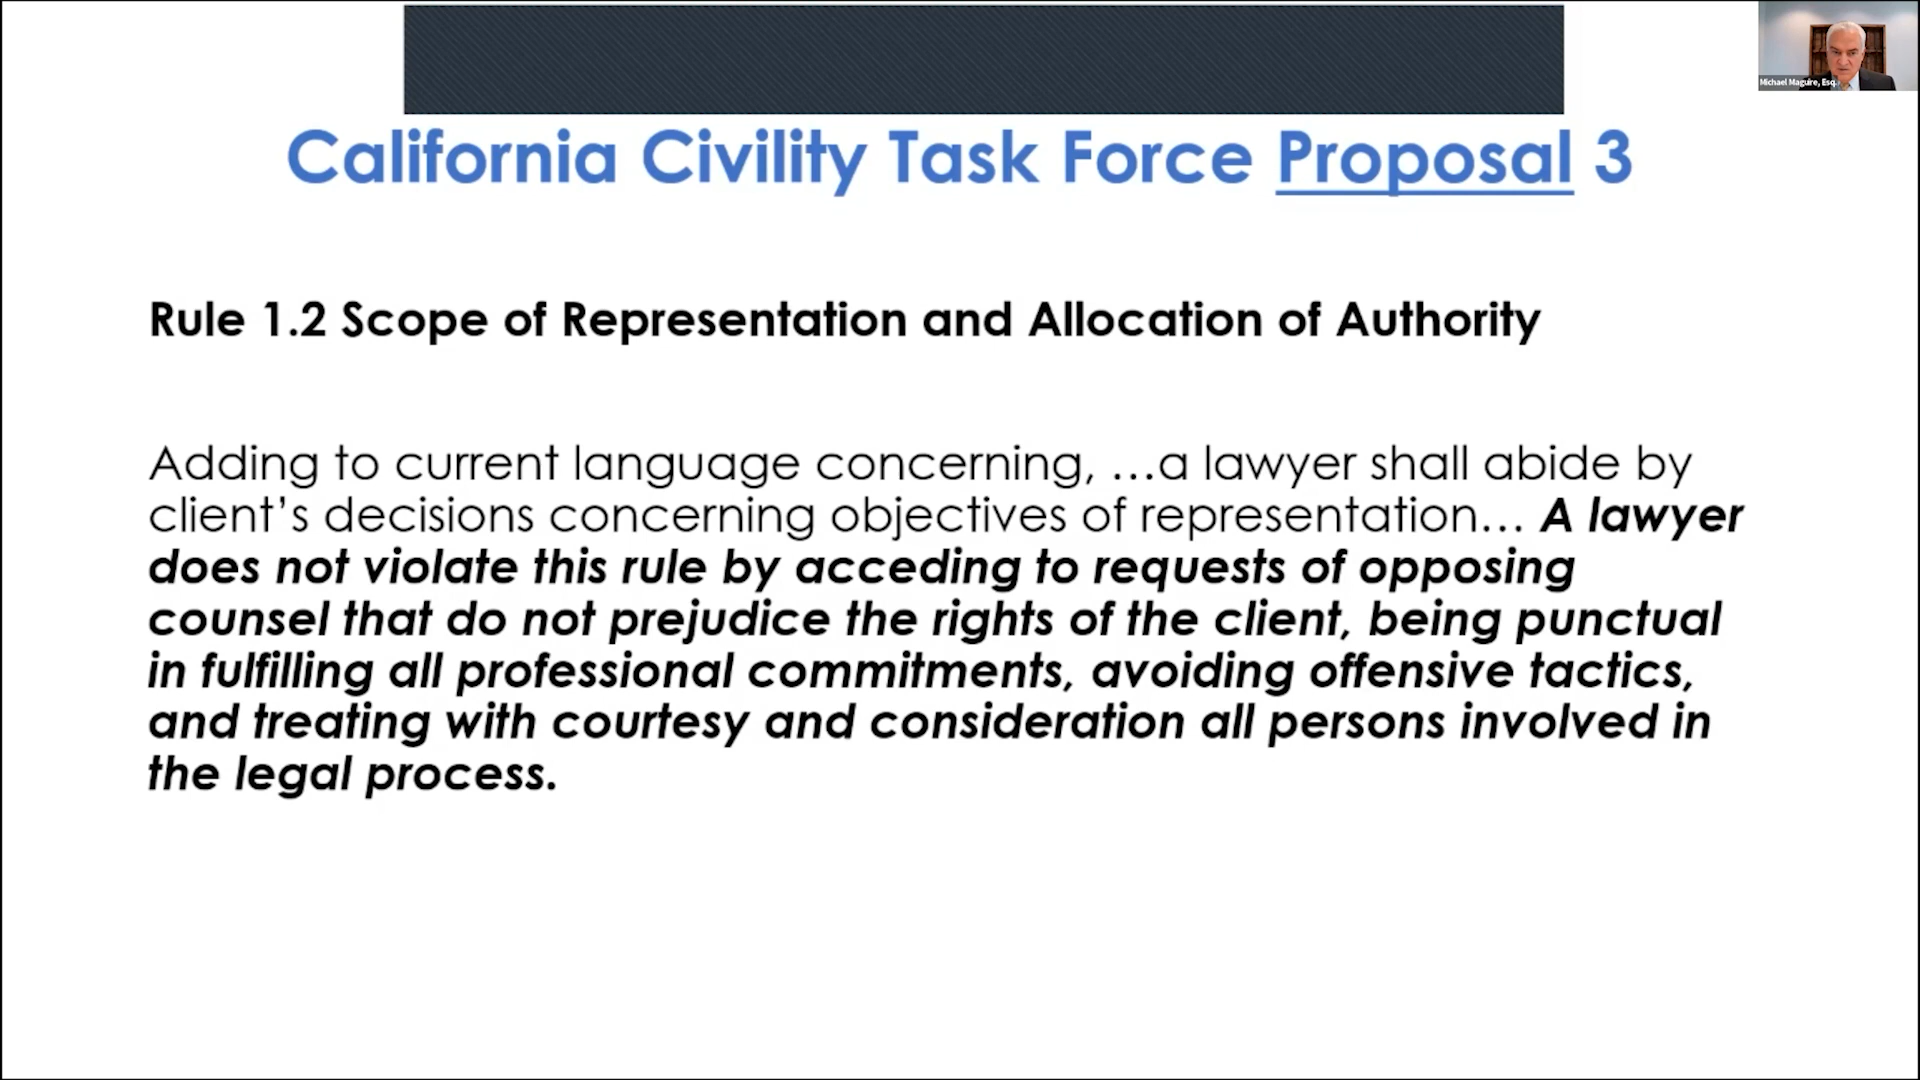 Michael Maguire, Esq.
California Civility Task Force Proposal 3
Rule 1.2 Scope of Representation and Allocation of Authority
Adding to current language concerning, …a lawyer shall abide by
client’s decisions concerning objectives of representation… A lawyer
does not violate this rule by acceding to requests of opposing
counsel that do not prejudice the rights of the client, being punctual
in fulfilling all professional commitments, avoiding offensive tactics,
and treating with courtesy and consideration all persons involved in
the legal process.